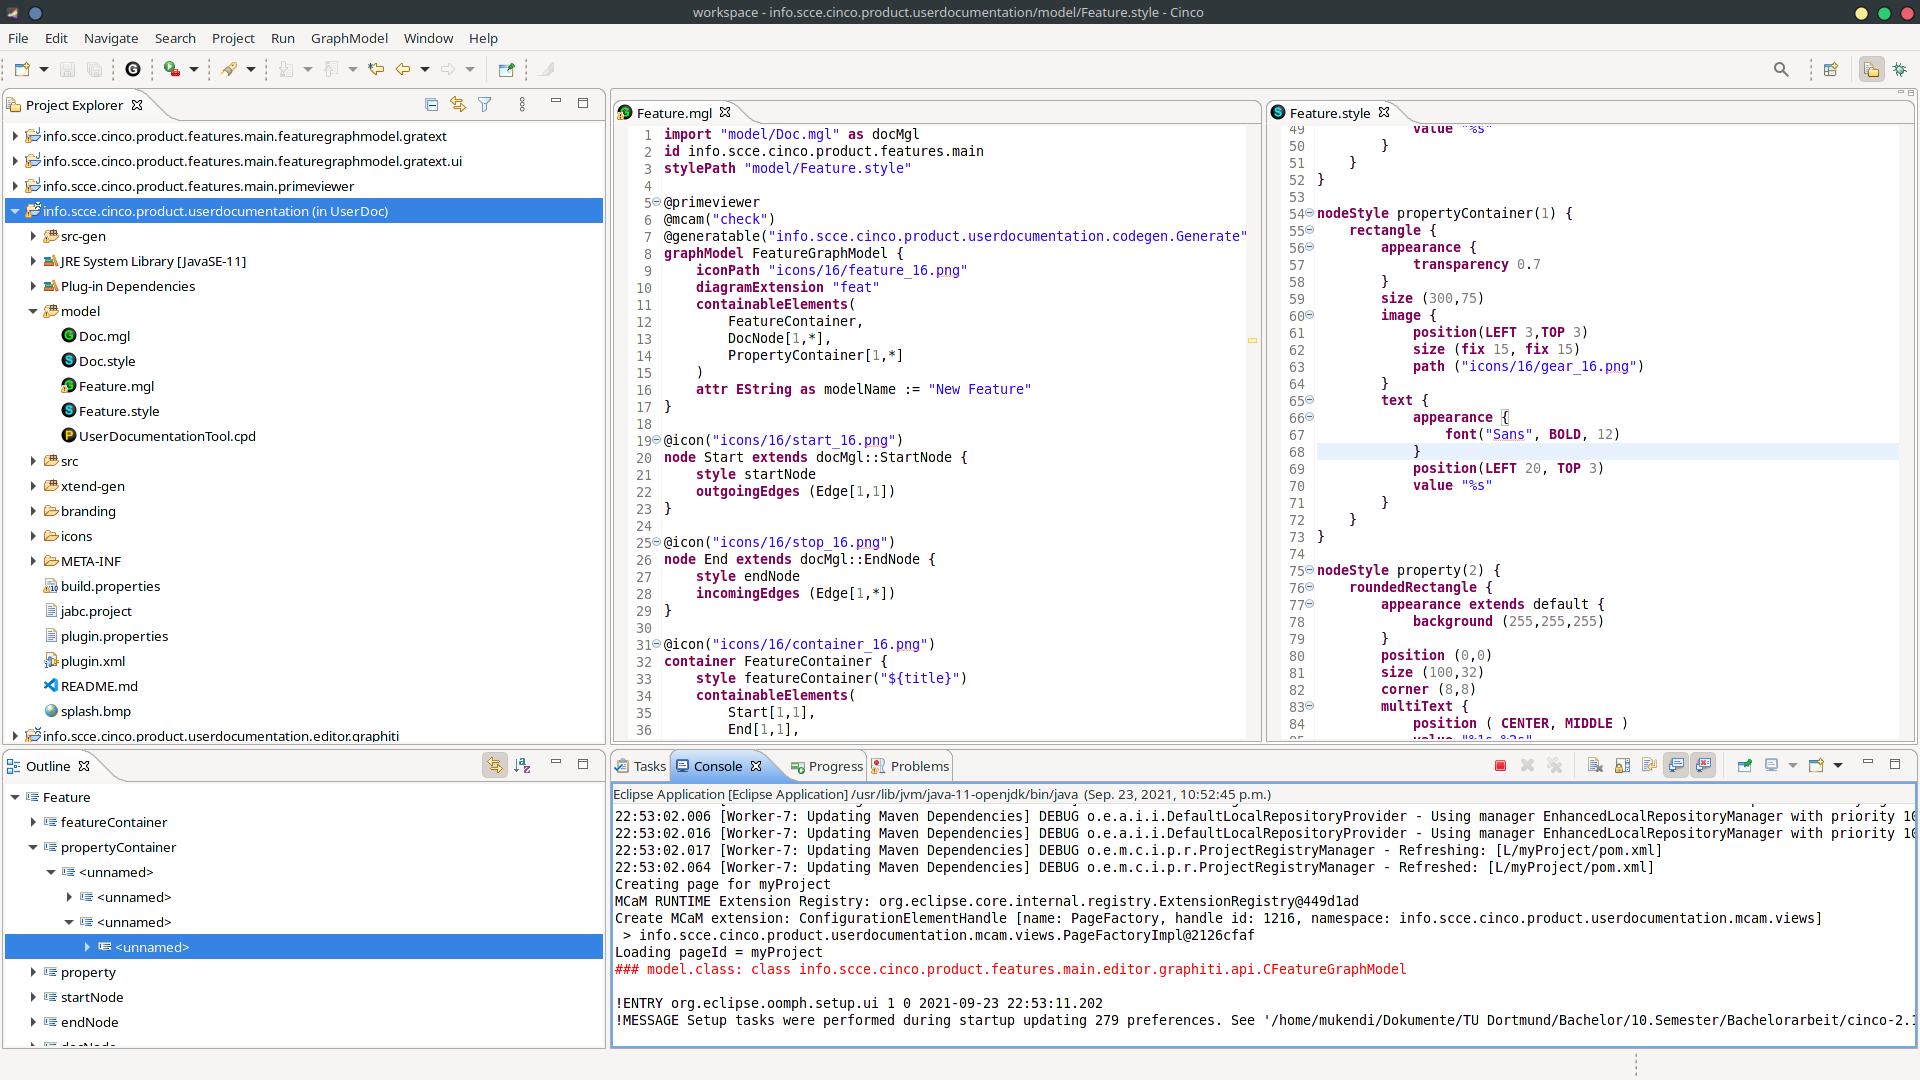 workspace - info.scce.cinco.product.userdocumentation/model/Feature.style - Cinco
File Edit Navigate Search Project Run GraphModel Window Help
Project Explorer
info.scce.cinco.product.features.main.featuregraphmodel.gratext
info.scce.cinco.product.features.main.featuregraphmodel.gratext.ui
info.scce.cinco.product.features.main.primeviewer
info.scce.cinco.product.userdocumentation (in UserDoc)
src-gen
JRE System Library [JavaSE-11]
Plug-in Dependencies
model
Doc.mgl
Doc.style
Feature.mgl
Feature.style
UserDocumentationTool.cpd
src
xtend-gen
branding
icons
META-INF
build.properties
jabc.project
plugin.properties
plugin.xml
README.md
splash.bmp
info.scce.cinco.product.userdocumentation.editor.graphiti
Outline
Feature
featureContainer
propertyContainer
<unnamed>
<unnamed>
<unnamed>
<unnamed>
property
startNode
endNode
Feature.mgl
1 import "model/Doc.mgl" as docMgl
2 id info.scce.cinco.product.features.main
3 stylePath "model/Feature.style"
4
5 @primeviewer
6 @mcam("check")
7 @generatable("info.scce.cinco.product.userdocumentation.codegen.Generate"
8 graphModel FeatureGraphModel {
9 iconPath "icons/16/feature_16.png"
10 diagramExtension "feat"
11 containableElements(
12 FeatureContainer,
13 DocNode[1,*],
14 PropertyContainer[1,*]
15 )
16 attr EString as modelName := "New Feature"
17 }
18
19 @icon("icons/16/start_16.png")
20 node Start extends docMgl::StartNode {
21 style startNode
22 outgoingEdges (Edge[1,1])
23 }
24
25 @icon("icons/16/stop_16.png")
26 node End extends docMgl::EndNode {
27 style endNode
28 incomingEdges (Edge[1,*])
29 }
30
31 @icon("icons/16/container_16.png")
32 container FeatureContainer {
33 style featureContainer("${title}")
34 containableElements(
35 Start[1,1],
36 End[1,1],
Feature.style
49 value "%s"
50 }
51 }
52 }
53
54 nodeStyle propertyContainer(1) {
55 rectangle {
56 appearance {
57 transparency 0.7
58 }
59 size (300,75)
60 image {
61 position(LEFT 3,TOP 3)
62 size (fix 15, fix 15)
63 path ("icons/16/gear_16.png")
64 }
65 text {
66 appearance {
67 font("Sans", BOLD, 12)
68 }
69 position(LEFT 20, TOP 3)
70 value "%s"
71 }
72 }
73 }
74
75 nodeStyle property(2) {
76 roundedRectangle {
77 appearance extends default {
78 background (255,255,255)
79 }
80 position (0,0)
81 size (100,32)
82 corner (8,8)
83 multiText {
84 position ( CENTER, MIDDLE )
Tasks Console Progress Problems
Eclipse Application [Eclipse Application] /usr/lib/jvm/java-11-openjdk/bin/java (Sep. 23, 2021, 10:52:45 p.m.)
22:53:02.006 [Worker-7: Updating Maven Dependencies] DEBUG o.e.a.i.i.DefaultLocalRepositoryProvider - Using manager EnhancedLocalRepositoryManager with priority 10
22:53:02.016 [Worker-7: Updating Maven Dependencies] DEBUG o.e.a.i.i.DefaultLocalRepositoryProvider - Using manager EnhancedLocalRepositoryManager with priority 10
22:53:02.017 [Worker-7: Updating Maven Dependencies] DEBUG o.e.m.c.i.p.r.ProjectRegistryManager - Refreshing: [L/myProject/pom.xml]
22:53:02.064 [Worker-7: Updating Maven Dependencies] DEBUG o.e.m.c.i.p.r.ProjectRegistryManager - Refreshed: [L/myProject/pom.xml]
Creating page for myProject
MCaM RUNTIME Extension Registry: org.eclipse.core.internal.registry.ExtensionRegistry@449d1ad
Create MCaM extension: ConfigurationElementHandle [name: PageFactory, handle id: 1216, namespace: info.scce.cinco.product.userdocumentation.mcam.views]
> info.scce.cinco.product.userdocumentation.mcam.views.PageFactoryImpl@2126cfaf
Loading pageId = myProject
### model.class: class info.scce.cinco.product.features.main.editor.graphiti.api.CFeatureGraphModel
!ENTRY org.eclipse.oomph.setup.ui 1 0 2021-09-23 22:53:11.202
!MESSAGE Setup tasks were performed during startup updating 279 preferences. See '/home/mukendi/Dokumente/TU Dortmund/Bachelor/10.Semester/Bachelorarbeit/cinco-2.